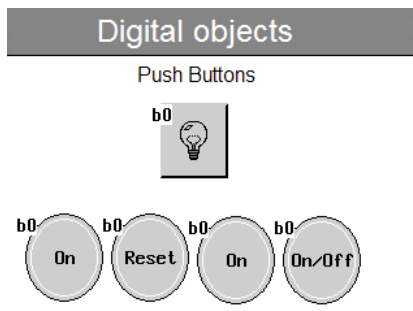 Digital objects
Push Buttons
b0
b0 b0 b0 b0
On Reset On On/Off